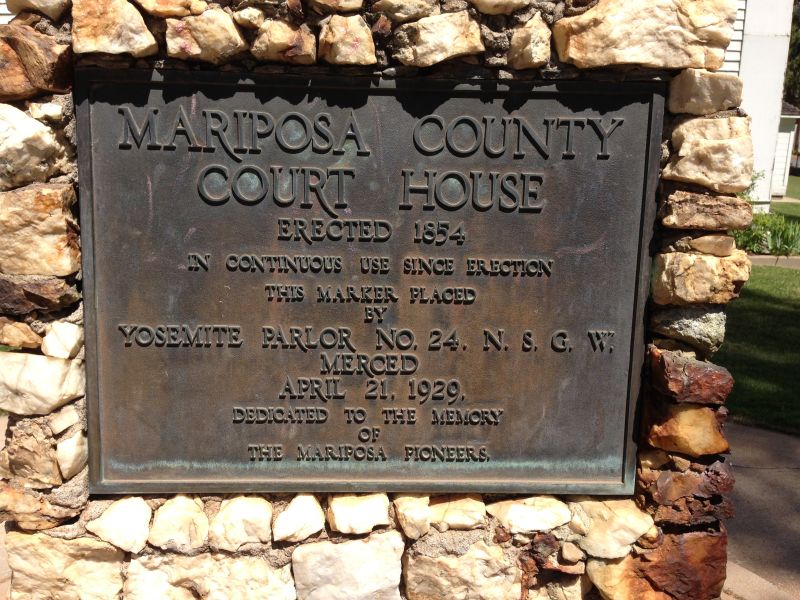 MARIPOSA COUNTY
COURT HOUSE
ERECTED 1854
IN CONTINUOUS USE SINCE ERECTION
THIS MARKER PLACED
BY
YOSEMITE PARLOR NO. 24. N. S. G. W.
MERCED
APRIL 21, 1929.
DEDICATED TO THE MEMORY
OF
THE MARIPOSA PIONEERS.